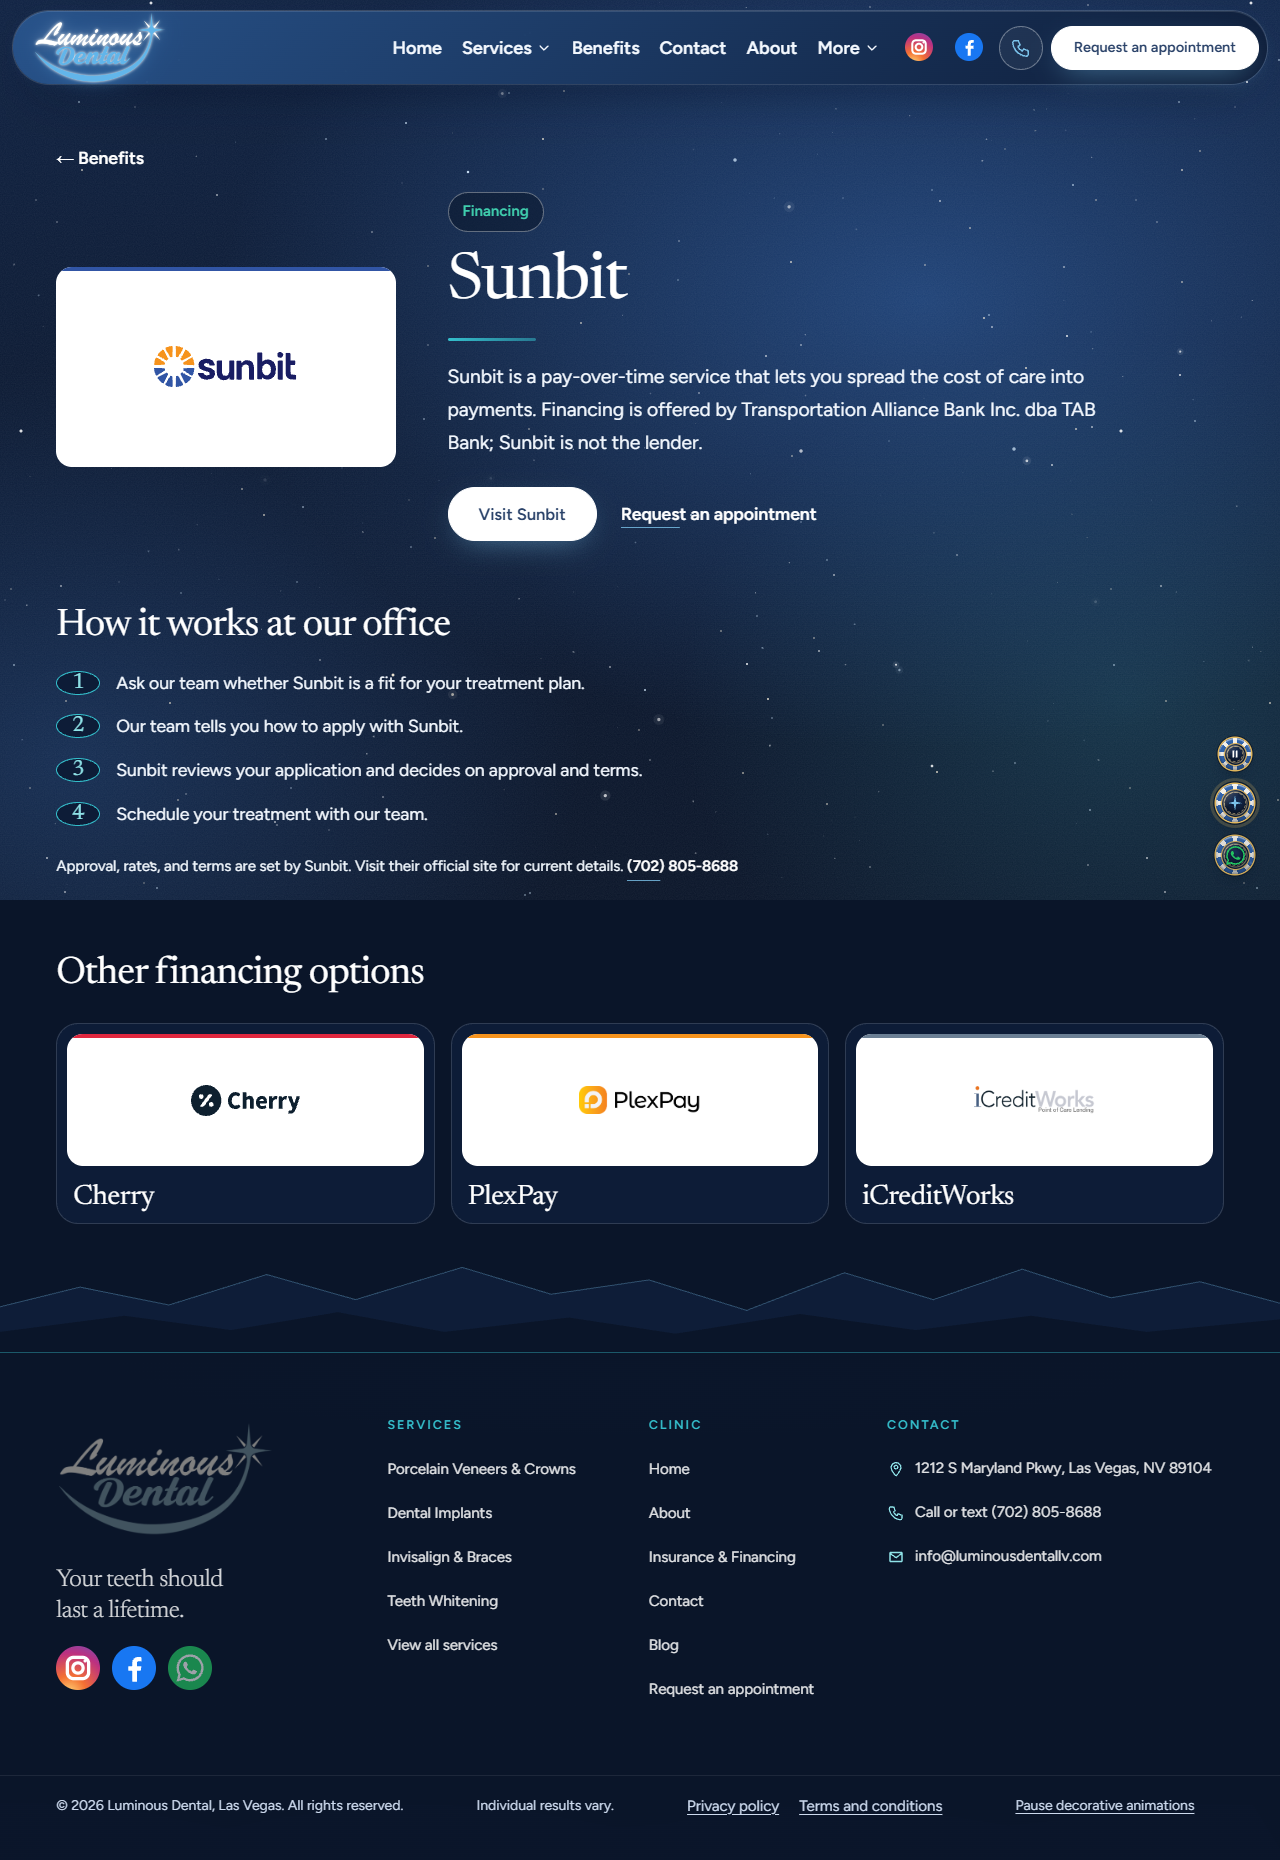 Luminous
Dental
Home Services Benefits Contact About More Request an appointment
← Benefits
Financing
Sunbit
sunbit
Sunbit is a pay-over-time service that lets you spread the cost of care into
payments. Financing is offered by Transportation Alliance Bank Inc. dba TAB
Bank; Sunbit is not the lender.
Visit Sunbit Request an appointment
How it works at our office
1 Ask our team whether Sunbit is a fit for your treatment plan.
2 Our team tells you how to apply with Sunbit.
3 Sunbit reviews your application and decides on approval and terms.
4 Schedule your treatment with our team.
Approval, rates, and terms are set by Sunbit. Visit their official site for current details. (702) 805-8688
Other financing options
Cherry
PlexPay
iCreditWorks
Point of Care Lending
Cherry
PlexPay
iCreditWorks
Luminous
Dental
Your teeth should
last a lifetime.
SERVICES
Porcelain Veneers & Crowns
Dental Implants
Invisalign & Braces
Teeth Whitening
View all services
CLINIC
Home
About
Insurance & Financing
Contact
Blog
Request an appointment
CONTACT
1212 S Maryland Pkwy, Las Vegas, NV 89104
Call or text (702) 805-8688
info@luminousdentallv.com
© 2026 Luminous Dental, Las Vegas. All rights reserved. Individual results vary. Privacy policy Terms and conditions Pause decorative animations